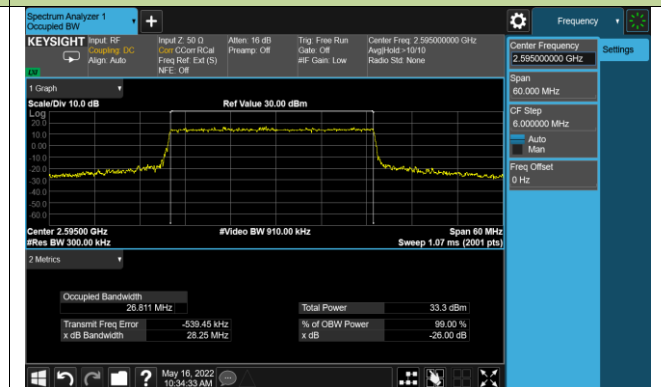 Spectrum Analyzer 1
Occupied BW
Frequency
KEYSIGHT
Input: RF
Coupling: DC
Align: Auto
Input Z: 50 Ω
Corr CCorr RCal
Freq Ref: Ext (S)
NFE: Off
Atten: 16 dB
Preamp: Off
Trig: Free Run
Gate: Off
#IF Gain: Low
Center Freq: 2.595000000 GHz
Avg|Hold:>10/10
Radio Std: None
Center Frequency
2.595000000 GHz
Settings
Span
60.000 MHz
CF Step
6.000000 MHz
Auto
Man
Freq Offset
0 Hz
1 Graph
Scale/Div 10.0 dB
Ref Value 30.00 dBm
Log
20.0
10.0
0.00
-10.0
-20.0
-30.0
-40.0
-50.0
-60.0
Center 2.59500 GHz
#Video BW 910.00 kHz
Span 60 MHz
#Res BW 300.00 kHz
Sweep 1.07 ms (2001 pts)
2 Metrics
Occupied Bandwidth
26.811 MHz
Total Power
33.3 dBm
Transmit Freq Error
-539.45 kHz
% of OBW Power
99.00 %
x dB Bandwidth
28.25 MHz
x dB
-26.00 dB
May 16, 2022
10:34:33 AM